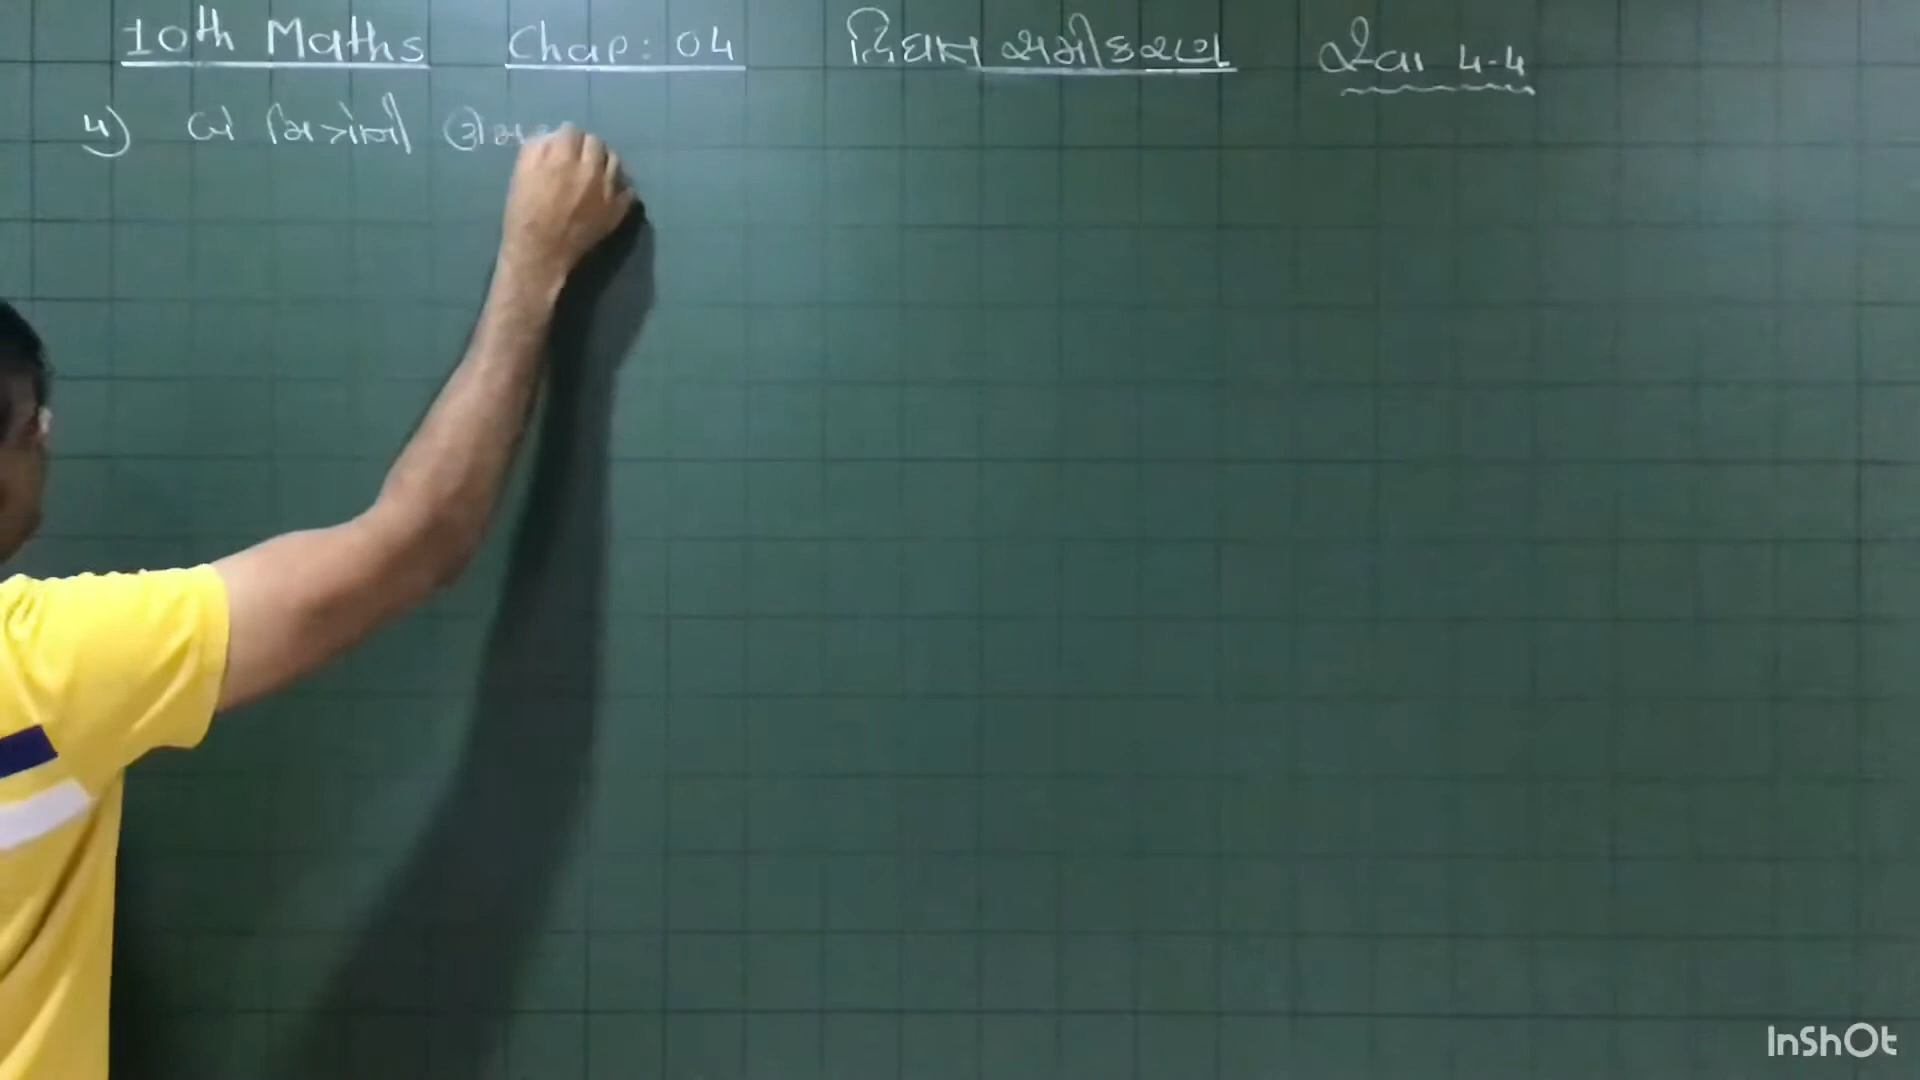 10th Maths Chap: 04 દ્વિઘાત સમીકરણ સ્વા 4.4
4) બે મિત્રોની ઉંમર
InShOt